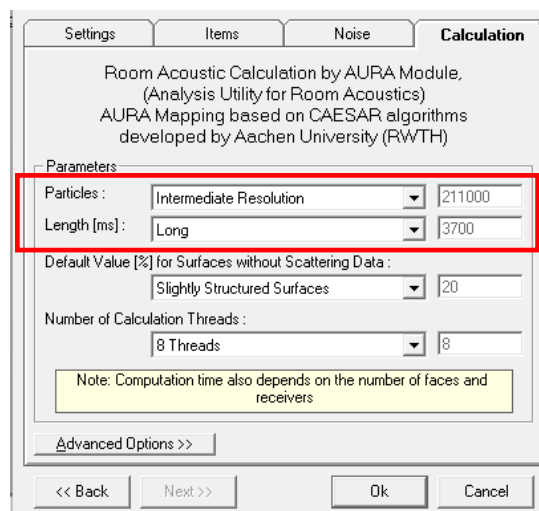 Settings
Items
Noise
Calculation
Room Acoustic Calculation by AURA Module,
(Analysis Utility for Room Acoustics)
AURA Mapping based on CAESAR algorithms
developed by Aachen University (RWTH)
Parameters
Particles : Intermediate Resolution 211000
Length [ms] : Long 3700
Default Value [%] for Surfaces without Scattering Data :
Slightly Structured Surfaces 20
Number of Calculation Threads :
8 Threads 8
Note: Computation time also depends on the number of faces and
receivers
Advanced Options >>
<< Back
Next >>
Ok
Cancel